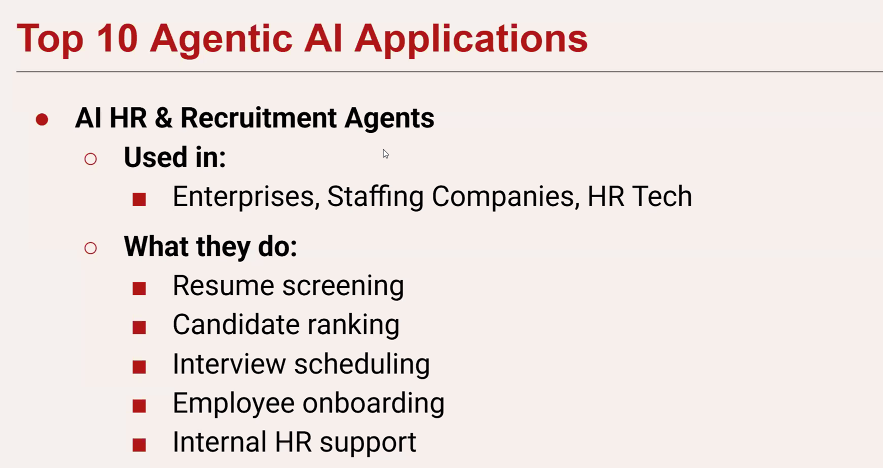 Top 10 Agentic AI Applications
● AI HR & Recruitment Agents
○ Used in:
■ Enterprises, Staffing Companies, HR Tech
○ What they do:
■ Resume screening
■ Candidate ranking
■ Interview scheduling
■ Employee onboarding
■ Internal HR support